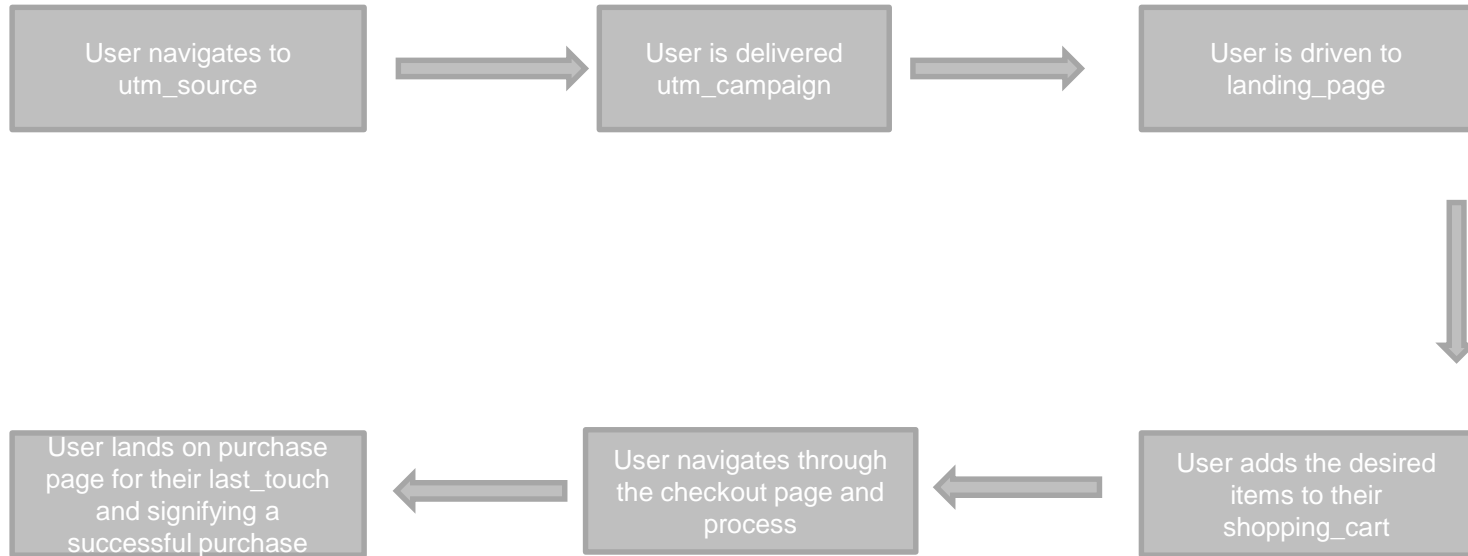 User navigates to
utm_source
User is delivered
utm_campaign
User is driven to
landing_page
User adds the desired
items to their
shopping_cart
User navigates through
the checkout page and
process
User lands on purchase
page for their last_touch
and signifying a
successful purchase